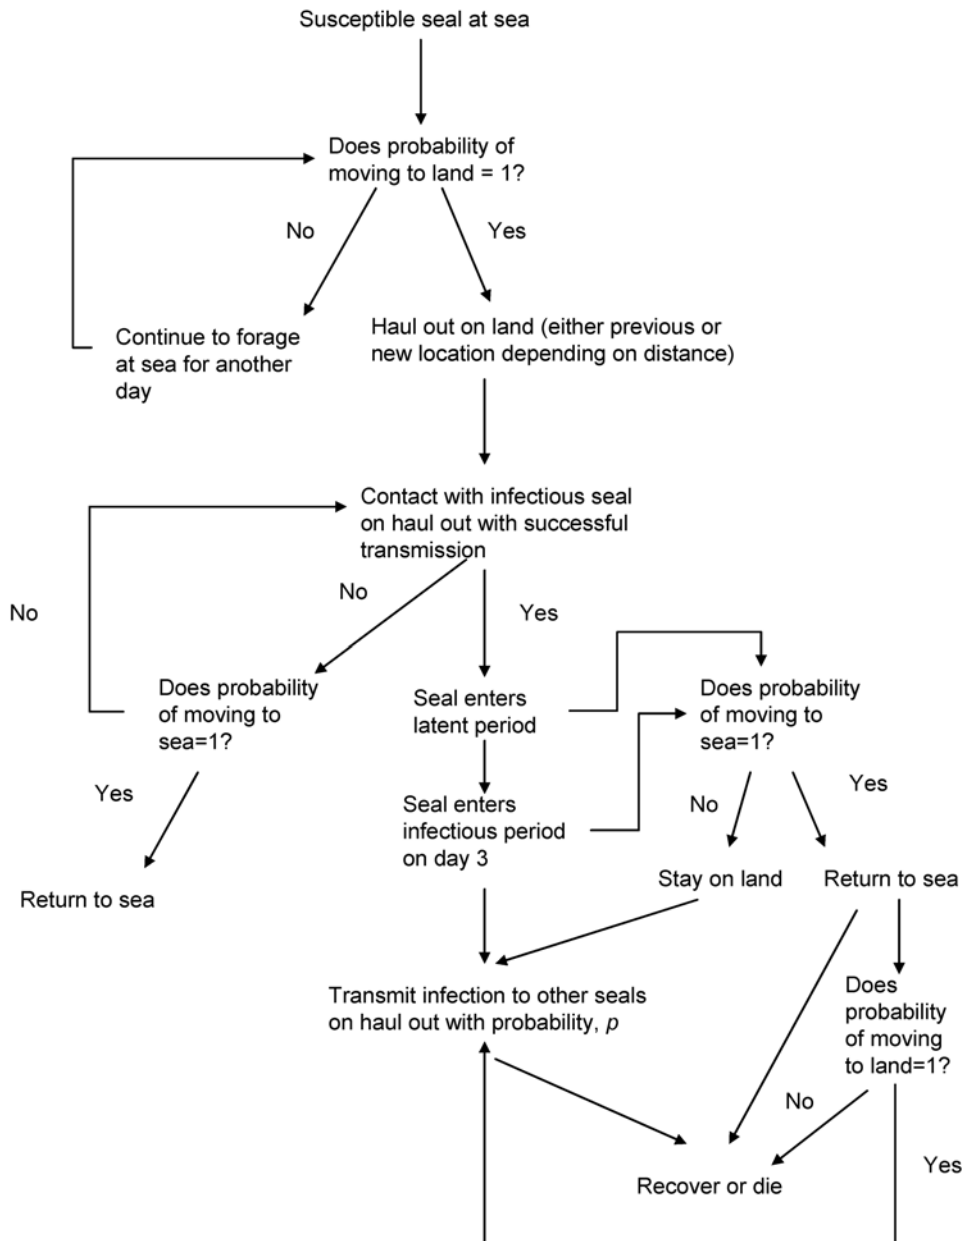 Susceptible seal at sea
Does probability of
moving to land = 1?
No
Yes
Continue to forage
at sea for another
day
Haul out on land (either previous or
new location depending on distance)
Contact with infectious seal
on haul out with successful
transmission
No
No
Yes
Does probability
of moving to
sea=1?
Seal enters
latent period
Does probability
of moving to
sea=1?
Yes
Seal enters
infectious period
on day 3
No
Yes
Return to sea
Stay on land
Return to sea
Transmit infection to other seals
on haul out with probability, p
Does
probability
of moving
to land=1?
No
Yes
Recover or die